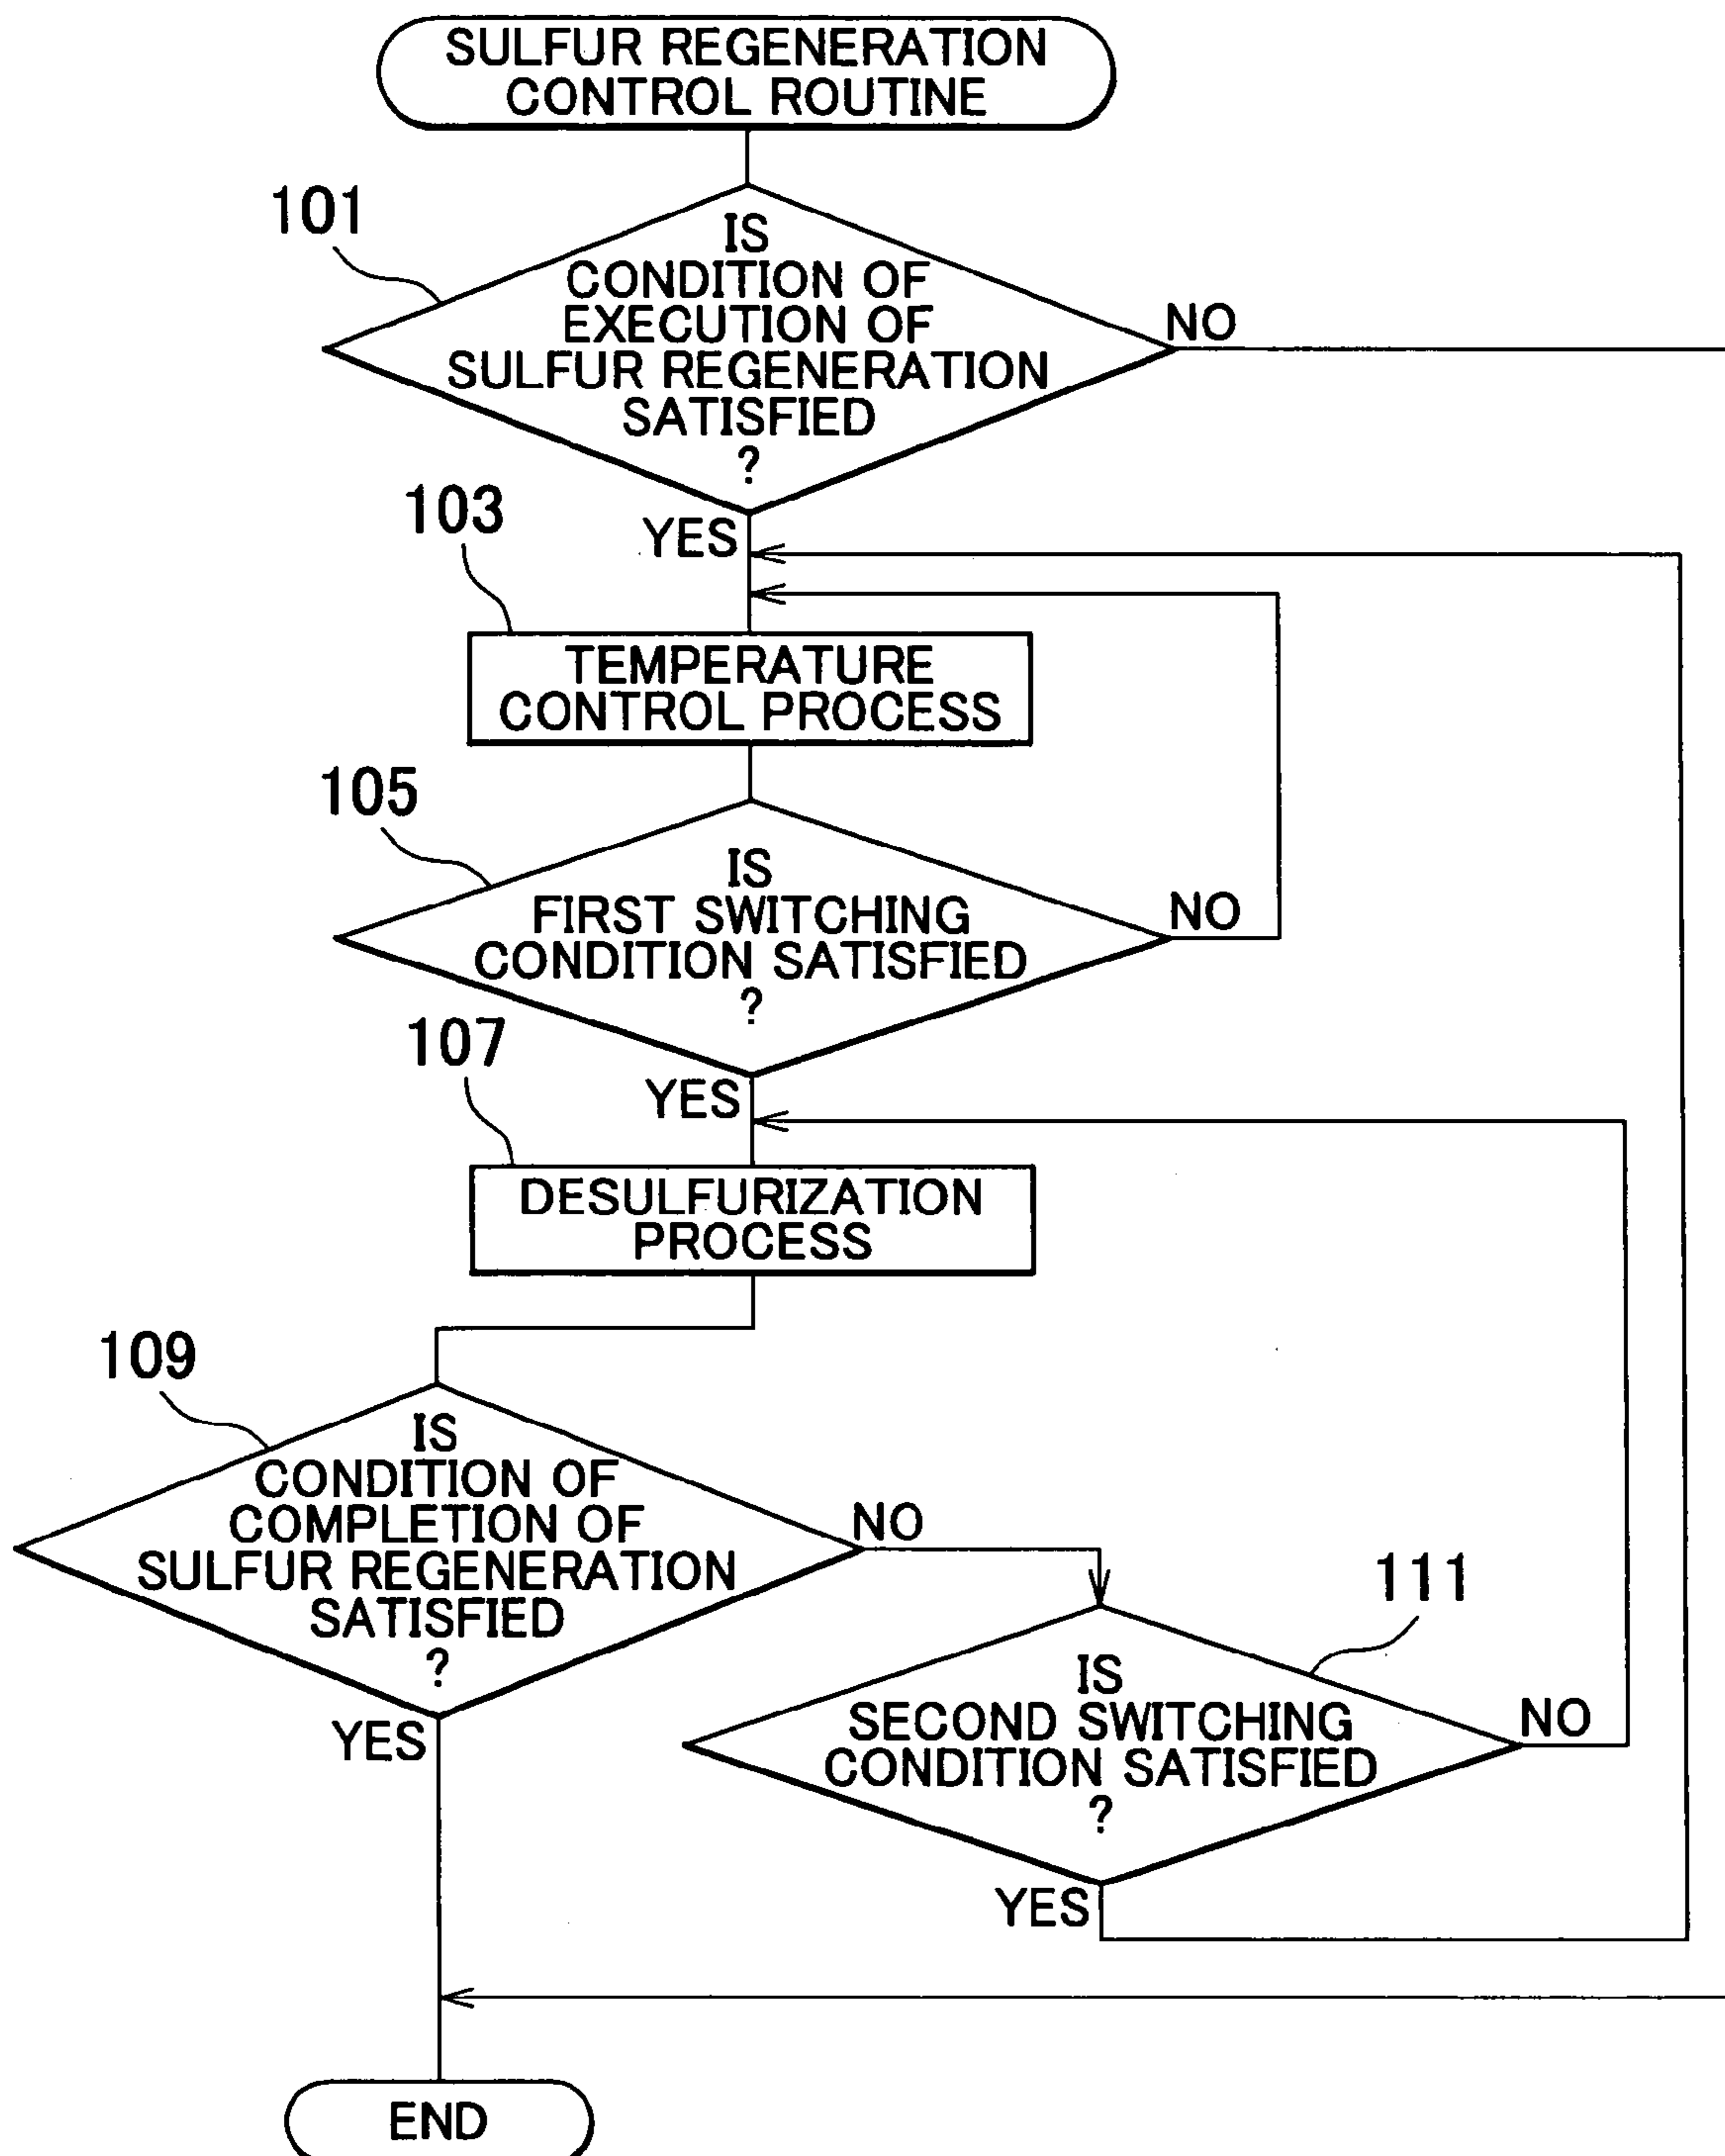 SULFUR REGENERATION
CONTROL ROUTINE
101
IS
CONDITION OF
EXECUTION OF
SULFUR REGENERATION
SATISFIED
?
NO
YES
103
TEMPERATURE
CONTROL PROCESS
105
IS
FIRST SWITCHING
CONDITION SATISFIED
?
NO
YES
107
DESULFURIZATION
PROCESS
109
IS
CONDITION OF
COMPLETION OF
SULFUR REGENERATION
SATISFIED
?
NO
YES
111
IS
SECOND SWITCHING
CONDITION SATISFIED
?
NO
YES
END